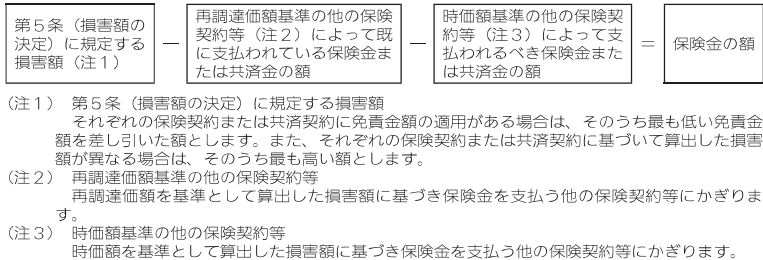 第5条（損害額の
決定）に規定する
損害額（注1）
－
再調達価額基準の他の保険
契約等（注2）によって既
に支払われている保険金ま
たは共済金の額
－
時価額基準の他の保険契
約等（注3）によって支
払われるべき保険金また
は共済金の額
＝
保険金の額
（注1）　第5条（損害額の決定）に規定する損害額
それぞれの保険契約または共済契約に免責金額の適用がある場合は、そのうち最も低い免責金
額を差し引いた額とします。また、それぞれの保険契約または共済契約に基づいて算出した損害
額が異なる場合は、そのうち最も高い額とします。
（注2）　再調達価額基準の他の保険契約等
再調達価額を基準として算出した損害額に基づき保険金を支払う他の保険契約等にかぎりま
す。
（注3）　時価額基準の他の保険契約等
時価額を基準として算出した損害額に基づき保険金を支払う他の保険契約等にかぎります。